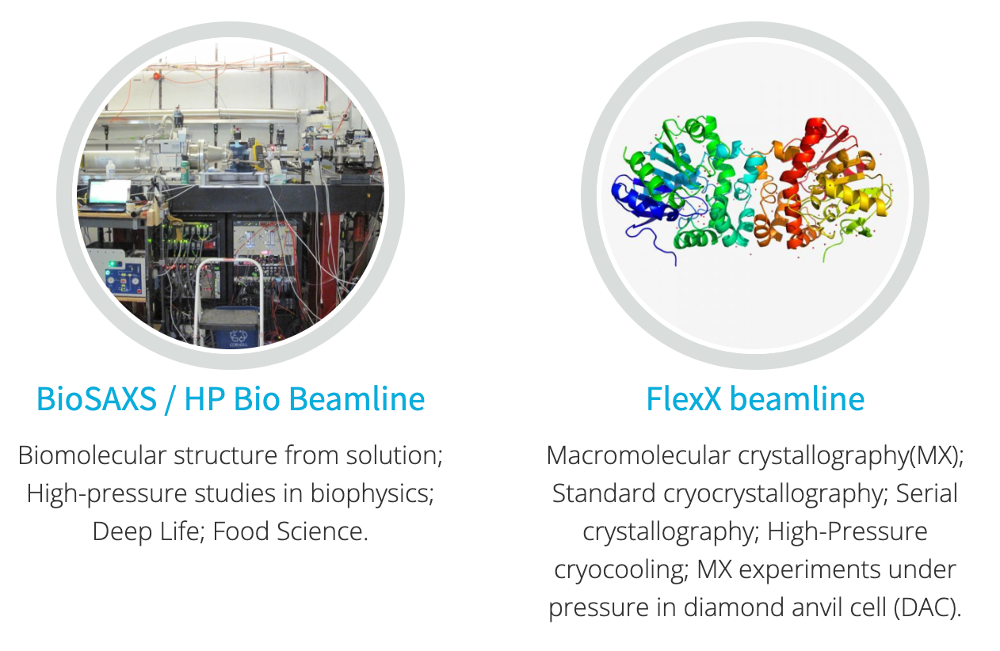 CORNELL
BioSAXS / HP Bio Beamline
Biomolecular structure from solution;
High-pressure studies in biophysics;
Deep Life; Food Science.
FlexX beamline
Macromolecular crystallography(MX);
Standard cryocrystallography; Serial
crystallography; High-Pressure
cryocooling; MX experiments under
pressure in diamond anvil cell (DAC).